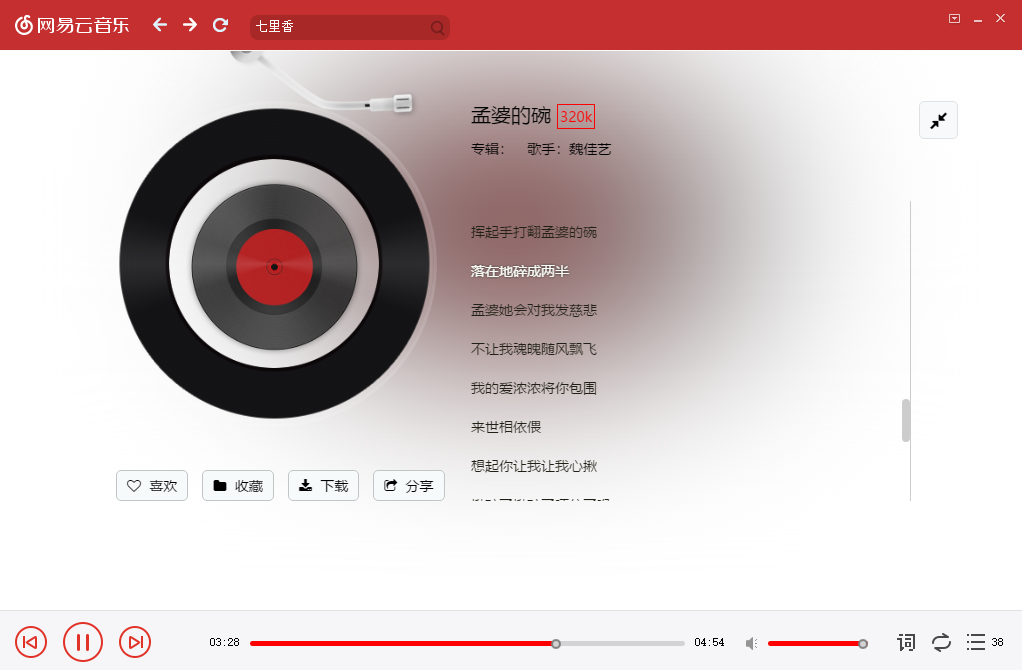 网易云音乐
七里香
孟婆的碗 320k
专辑: 歌手: 魏佳艺
挥起手打翻孟婆的碗
落在地碎成两半
孟婆她会对我发慈悲
不让我魂魄随风飘飞
我的爱浓浓将你包围
来世相依偎
想起你让我让我心揪
喜欢 收藏 下载 分享
03:28 04:54 词 38